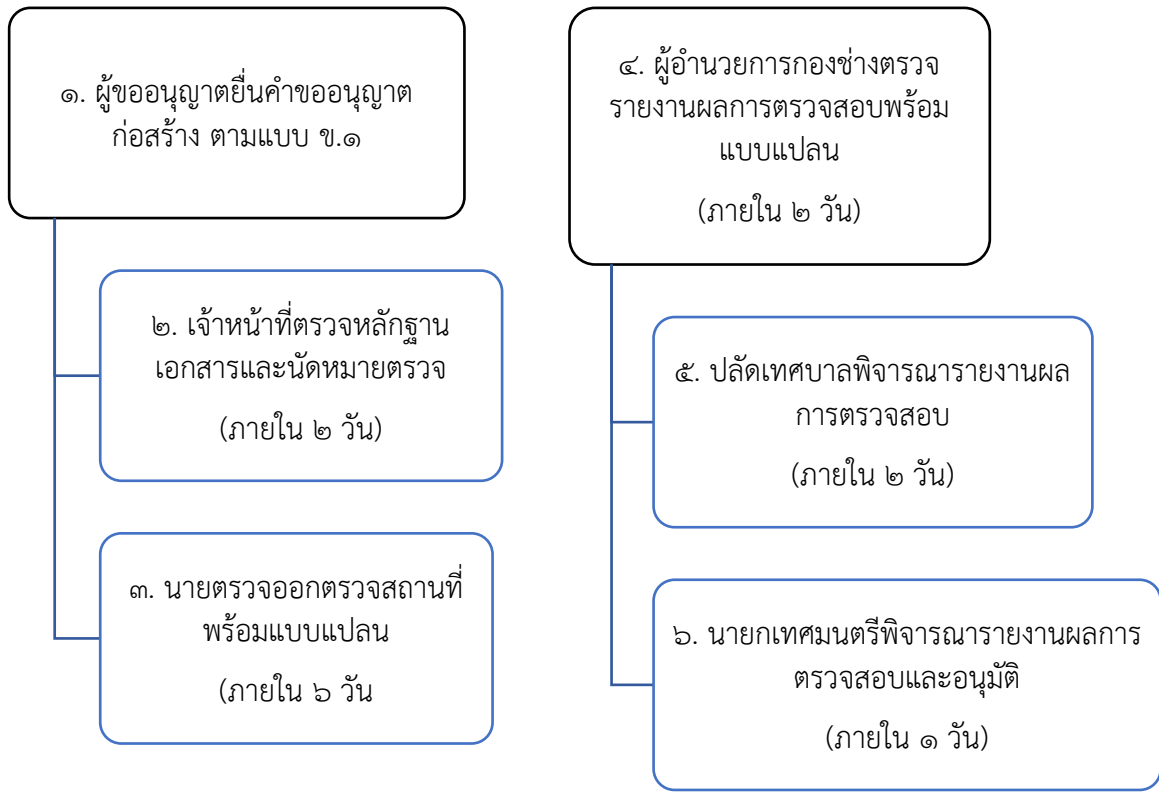 ๑. ผู้ขออนุญาตยื่นคำขออนุญาต
ก่อสร้าง ตามแบบ ข.๑
๒. เจ้าหน้าที่ตรวจหลักฐาน
เอกสารและนัดหมายตรวจ
(ภายใน ๒ วัน)
๓. นายตรวจออกตรวจสถานที่
พร้อมแบบแปลน
(ภายใน ๖ วัน
๔. ผู้อำนวยการกองช่างตรวจ
รายงานผลการตรวจสอบพร้อม
แบบแปลน
(ภายใน ๒ วัน)
๕. ปลัดเทศบาลพิจารณารายงานผล
การตรวจสอบ
(ภายใน ๒ วัน)
๖. นายกเทศมนตรีพิจารณารายงานผลการ
ตรวจสอบและอนุมัติ
(ภายใน ๑ วัน)